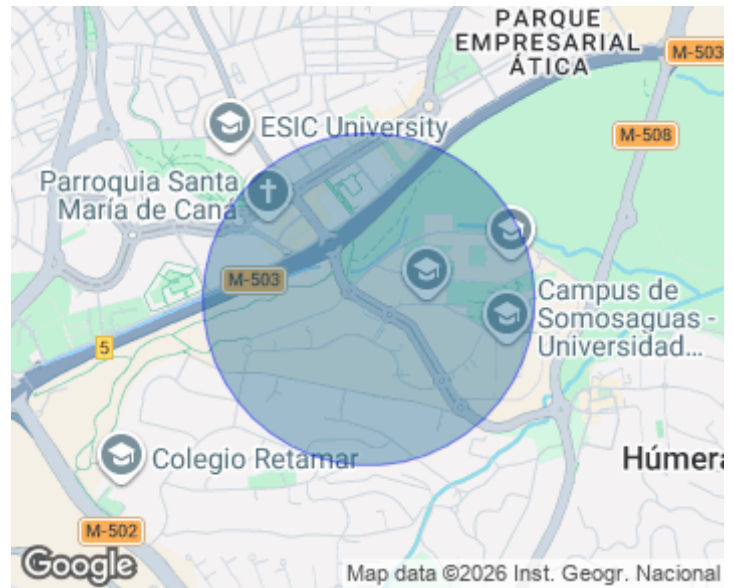 PARQUE
EMPRESARIAL
ÁTICA
M-503
M-508
ESIC University
Parroquia Santa
María de Caná
M-503
5
Campus de
Somosaguas -
Universidad...
Colegio Retamar
Húmera
M-502
Google
Map data ©2026 Inst. Geogr. Nacional